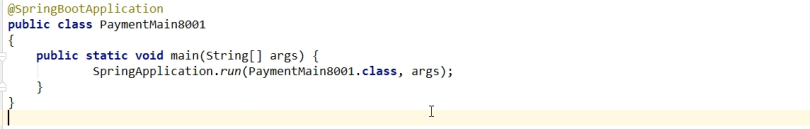 @SpringBootApplication
public class PaymentMain8001
{
    public static void main(String[] args) {
            SpringApplication.run(PaymentMain8001.class, args);
    }
}